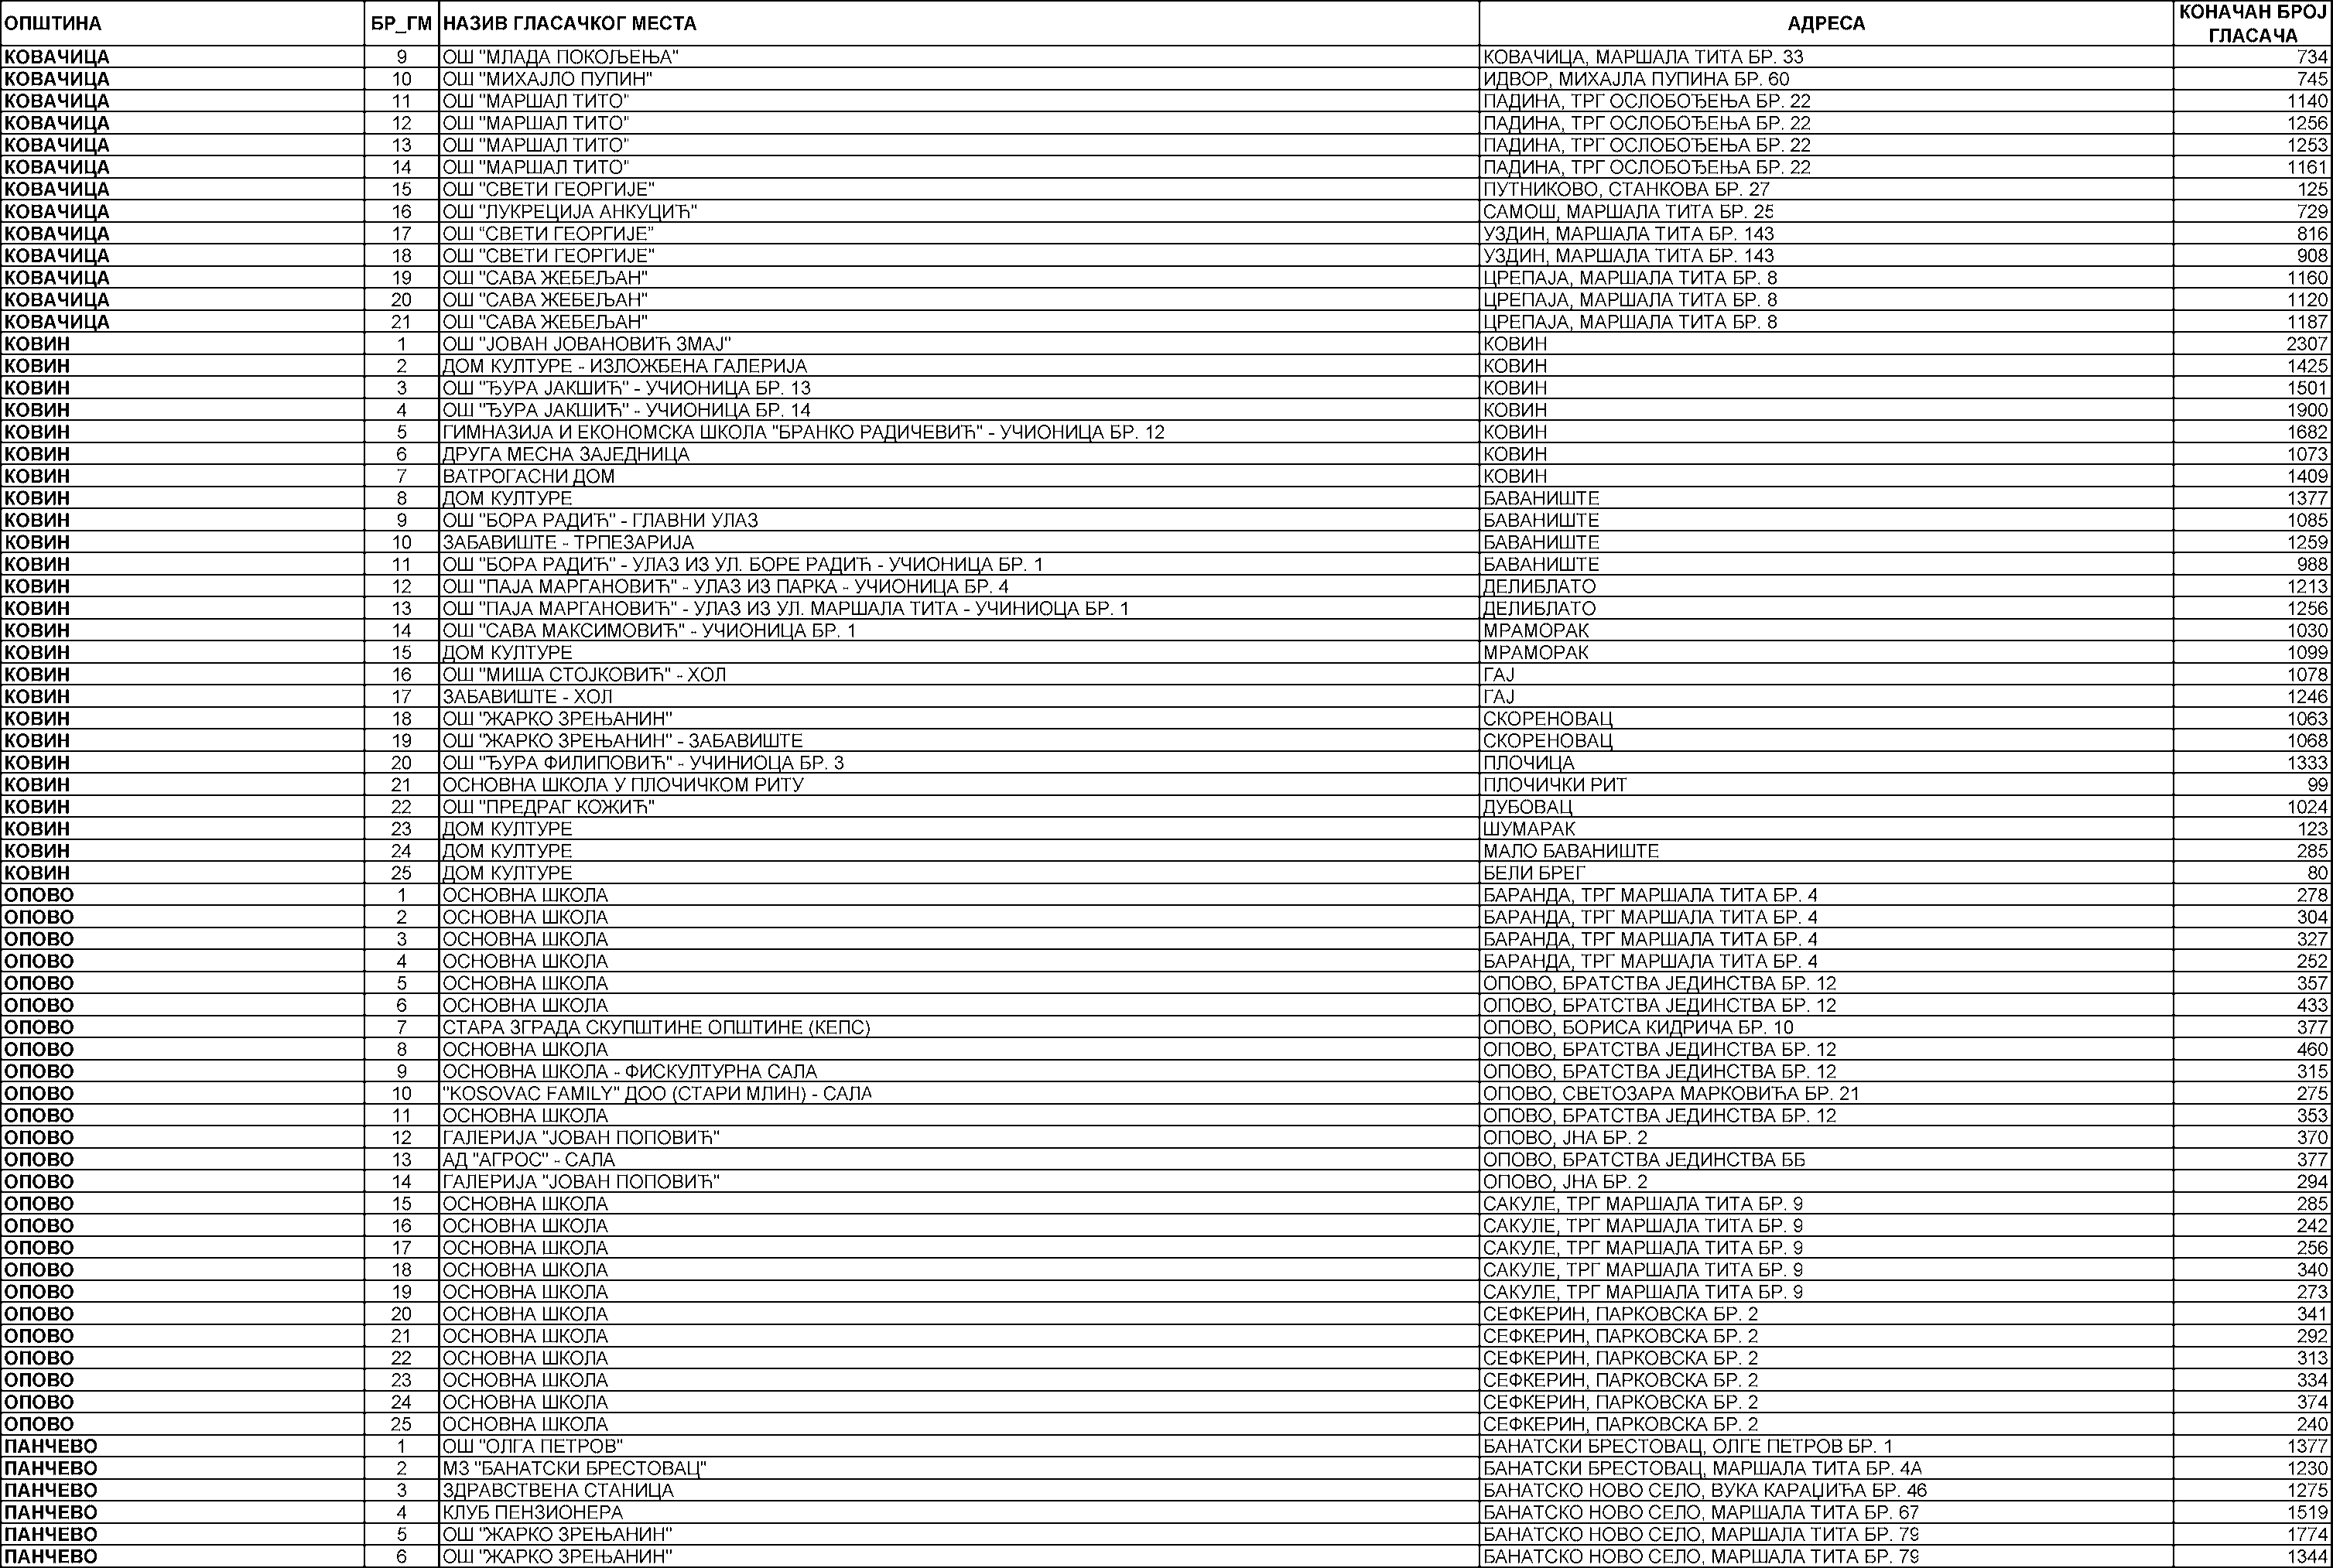 ОПШТИНА БР_ГМ НАЗИВ ГЛАСАЧКОГ МЕСТА АДРЕСА КОНАЧАН БРОЈ ГЛАСАЧА
КОВАЧИЦА 9 ОШ "МЛАДА ПОКОЉЕЊА" КОВАЧИЦА, МАРШАЛА ТИТА БР. 33 734
КОВАЧИЦА 10 ОШ "МИХАЈЛО ПУПИН" ИДВОР, МИХАЈЛА ПУПИНА БР. 60 745
КОВАЧИЦА 11 ОШ "МАРШАЛ ТИТО" ПАДИНА, ТРГ ОСЛОБОЂЕЊА БР. 22 1140
КОВАЧИЦА 12 ОШ "МАРШАЛ ТИТО" ПАДИНА, ТРГ ОСЛОБОЂЕЊА БР. 22 1256
КОВАЧИЦА 13 ОШ "МАРШАЛ ТИТО" ПАДИНА, ТРГ ОСЛОБОЂЕЊА БР. 22 1253
КОВАЧИЦА 14 ОШ "МАРШАЛ ТИТО" ПАДИНА, ТРГ ОСЛОБОЂЕЊА БР. 22 1161
КОВАЧИЦА 15 ОШ "СВЕТИ ГЕОРГИЈЕ" ПУТНИКОВО, СТАНКОВА БР. 27 125
КОВАЧИЦА 16 ОШ "ЛУКРЕЦИЈА АНКУЦИЋ" САМОШ, МАРШАЛА ТИТА БР. 25 729
КОВАЧИЦА 17 ОШ "СВЕТИ ГЕОРГИЈЕ" УЗДИН, МАРШАЛА ТИТА БР. 143 816
КОВАЧИЦА 18 ОШ "СВЕТИ ГЕОРГИЈЕ" УЗДИН, МАРШАЛА ТИТА БР. 143 908
КОВАЧИЦА 19 ОШ "САВА ЖЕБЕЉАН" ЦРЕПАЈА, МАРШАЛА ТИТА БР. 8 1160
КОВАЧИЦА 20 ОШ "САВА ЖЕБЕЉАН" ЦРЕПАЈА, МАРШАЛА ТИТА БР. 8 1120
КОВАЧИЦА 21 ОШ "САВА ЖЕБЕЉАН" ЦРЕПАЈА, МАРШАЛА ТИТА БР. 8 1187
КОВИН 1 ОШ "ЈОВАН ЈОВАНОВИЋ ЗМАЈ" КОВИН 2307
КОВИН 2 ДОМ КУЛТУРЕ - ИЗЛОЖБЕНА ГАЛЕРИЈА КОВИН 1425
КОВИН 3 ОШ "ЂУРА ЈАКШИЋ" - УЧИОНИЦА БР. 13 КОВИН 1501
КОВИН 4 ОШ "ЂУРА ЈАКШИЋ" - УЧИОНИЦА БР. 14 КОВИН 1900
КОВИН 5 ГИМНАЗИЈА И ЕКОНОМСКА ШКОЛА "БРАНКО РАДИЧЕВИЋ" - УЧИОНИЦА БР. 12 КОВИН 1682
КОВИН 6 ДРУГА МЕСНА ЗАЈЕДНИЦА КОВИН 1073
КОВИН 7 ВАТРОГАСНИ ДОМ КОВИН 1409
КОВИН 8 ДОМ КУЛТУРЕ БАВАНИШТЕ 1377
КОВИН 9 ОШ "БОРА РАДИЋ" - ГЛАВНИ УЛАЗ БАВАНИШТЕ 1085
КОВИН 10 ЗАБАВИШТЕ - ТРПЕЗАРИЈА БАВАНИШТЕ 1259
КОВИН 11 ОШ "БОРА РАДИЋ" - УЛАЗ ИЗ УЛ. БОРЕ РАДИЋ - УЧИОНИЦА БР. 1 БАВАНИШТЕ 988
КОВИН 12 ОШ "ПАЈА МАРГАНОВИЋ" - УЛАЗ ИЗ ПАРКА - УЧИОНИЦА БР. 4 ДЕЛИБЛАТО 1213
КОВИН 13 ОШ "ПАЈА МАРГАНОВИЋ" - УЛАЗ ИЗ УЛ. МАРШАЛА ТИТА - УЧИНИОЦА БР. 1 ДЕЛИБЛАТО 1256
КОВИН 14 ОШ "САВА МАКСИМОВИЋ" - УЧИОНИЦА БР. 1 МРАМОРАК 1030
КОВИН 15 ДОМ КУЛТУРЕ МРАМОРАК 1099
КОВИН 16 ОШ "МИША СТОЈКОВИЋ" - ХОЛ ГАЈ 1078
КОВИН 17 ЗАБАВИШТЕ - ХОЛ ГАЈ 1246
КОВИН 18 ОШ "ЖАРКО ЗРЕЊАНИН" СКОРЕНОВАЦ 1063
КОВИН 19 ОШ "ЖАРКО ЗРЕЊАНИН" - ЗАБАВИШТЕ СКОРЕНОВАЦ 1068
КОВИН 20 ОШ "ЂУРА ФИЛИПОВИЋ" - УЧИНИОЦА БР. 3 ПЛОЧИЦА 1333
КОВИН 21 ОСНОВНА ШКОЛА У ПЛОЧИЧКОМ РИТУ ПЛОЧИЧКИ РИТ 99
КОВИН 22 ОШ "ПРЕДРАГ КОЖИЋ" ДУБОВАЦ 1024
КОВИН 23 ДОМ КУЛТУРЕ ШУМАРАК 123
КОВИН 24 ДОМ КУЛТУРЕ МАЛО БАВАНИШТЕ 285
КОВИН 25 ДОМ КУЛТУРЕ БЕЛИ БРЕГ 80
ОПОВО 1 ОСНОВНА ШКОЛА БАРАНДА, ТРГ МАРШАЛА ТИТА БР. 4 278
ОПОВО 2 ОСНОВНА ШКОЛА БАРАНДА, ТРГ МАРШАЛА ТИТА БР. 4 304
ОПОВО 3 ОСНОВНА ШКОЛА БАРАНДА, ТРГ МАРШАЛА ТИТА БР. 4 327
ОПОВО 4 ОСНОВНА ШКОЛА БАРАНДА, ТРГ МАРШАЛА ТИТА БР. 4 252
ОПОВО 5 ОСНОВНА ШКОЛА ОПОВО, БРАТСТВА ЈЕДИНСТВА БР. 12 357
ОПОВО 6 ОСНОВНА ШКОЛА ОПОВО, БРАТСТВА ЈЕДИНСТВА БР. 12 433
ОПОВО 7 СТАРА ЗГРАДА СКУПШТИНЕ ОПШТИНЕ (КЕПС) ОПОВО, БОРИСА КИДРИЧА БР. 10 377
ОПОВО 8 ОСНОВНА ШКОЛА ОПОВО, БРАТСТВА ЈЕДИНСТВА БР. 12 460
ОПОВО 9 ОСНОВНА ШКОЛА - ФИСКУЛТУРНА САЛА ОПОВО, БРАТСТВА ЈЕДИНСТВА БР. 12 315
ОПОВО 10 "KOSOVAC FAMILY" ДОО (СТАРИ МЛИН) - САЛА ОПОВО, СВЕТОЗАРА МАРКОВИЋА БР. 21 275
ОПОВО 11 ОСНОВНА ШКОЛА ОПОВО, БРАТСТВА ЈЕДИНСТВА БР. 12 353
ОПОВО 12 ГАЛЕРИЈА "ЈОВАН ПОПОВИЋ" ОПОВО, ЈНА БР. 2 370
ОПОВО 13 АД "АГРОС" - САЛА ОПОВО, БРАТСТВА ЈЕДИНСТВА ББ 377
ОПОВО 14 ГАЛЕРИЈА "ЈОВАН ПОПОВИЋ" ОПОВО, ЈНА БР. 2 294
ОПОВО 15 ОСНОВНА ШКОЛА САКУЛЕ, ТРГ МАРШАЛА ТИТА БР. 9 285
ОПОВО 16 ОСНОВНА ШКОЛА САКУЛЕ, ТРГ МАРШАЛА ТИТА БР. 9 242
ОПОВО 17 ОСНОВНА ШКОЛА САКУЛЕ, ТРГ МАРШАЛА ТИТА БР. 9 256
ОПОВО 18 ОСНОВНА ШКОЛА САКУЛЕ, ТРГ МАРШАЛА ТИТА БР. 9 340
ОПОВО 19 ОСНОВНА ШКОЛА САКУЛЕ, ТРГ МАРШАЛА ТИТА БР. 9 273
ОПОВО 20 ОСНОВНА ШКОЛА СЕФКЕРИН, ПАРКОВСКА БР. 2 341
ОПОВО 21 ОСНОВНА ШКОЛА СЕФКЕРИН, ПАРКОВСКА БР. 2 292
ОПОВО 22 ОСНОВНА ШКОЛА СЕФКЕРИН, ПАРКОВСКА БР. 2 313
ОПОВО 23 ОСНОВНА ШКОЛА СЕФКЕРИН, ПАРКОВСКА БР. 2 334
ОПОВО 24 ОСНОВНА ШКОЛА СЕФКЕРИН, ПАРКОВСКА БР. 2 374
ОПОВО 25 ОСНОВНА ШКОЛА СЕФКЕРИН, ПАРКОВСКА БР. 2 240
ПАНЧЕВО 1 ОШ "ОЛГА ПЕТРОВ" БАНАТСКИ БРЕСТОВАЦ, ОЛГЕ ПЕТРОВ БР. 1 1377
ПАНЧЕВО 2 МЗ "БАНАТСКИ БРЕСТОВАЦ" БАНАТСКИ БРЕСТОВАЦ, МАРШАЛА ТИТА БР. 4А 1230
ПАНЧЕВО 3 ЗДРАВСТВЕНА СТАНИЦА БАНАТСКО НОВО СЕЛО, ВУКА КАРАЏИЋА БР. 46 1275
ПАНЧЕВО 4 КЛУБ ПЕНЗИОНЕРА БАНАТСКО НОВО СЕЛО, МАРШАЛА ТИТА БР. 67 1519
ПАНЧЕВО 5 ОШ "ЖАРКО ЗРЕЊАНИН" БАНАТСКО НОВО СЕЛО, МАРШАЛА ТИТА БР. 79 1774
ПАНЧЕВО 6 ОШ "ЖАРКО ЗРЕЊАНИН" БАНАТСКО НОВО СЕЛО, МАРШАЛА ТИТА БР. 79 1344